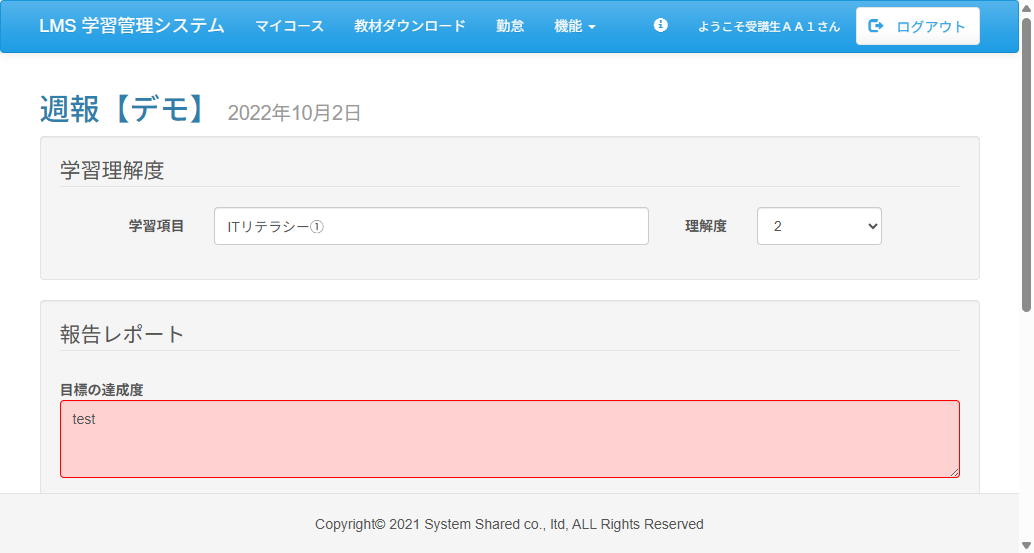 LMS 学習管理システム マイコース 教材ダウンロード 勤怠 機能 ようこそ受講生ＡＡ１さん ログアウト
週報【デモ】 2022年10月2日
学習理解度
学習項目 ITリテラシー① 理解度 2
報告レポート
目標の達成度
test
Copyright© 2021 System Shared co., ltd, ALL Rights Reserved